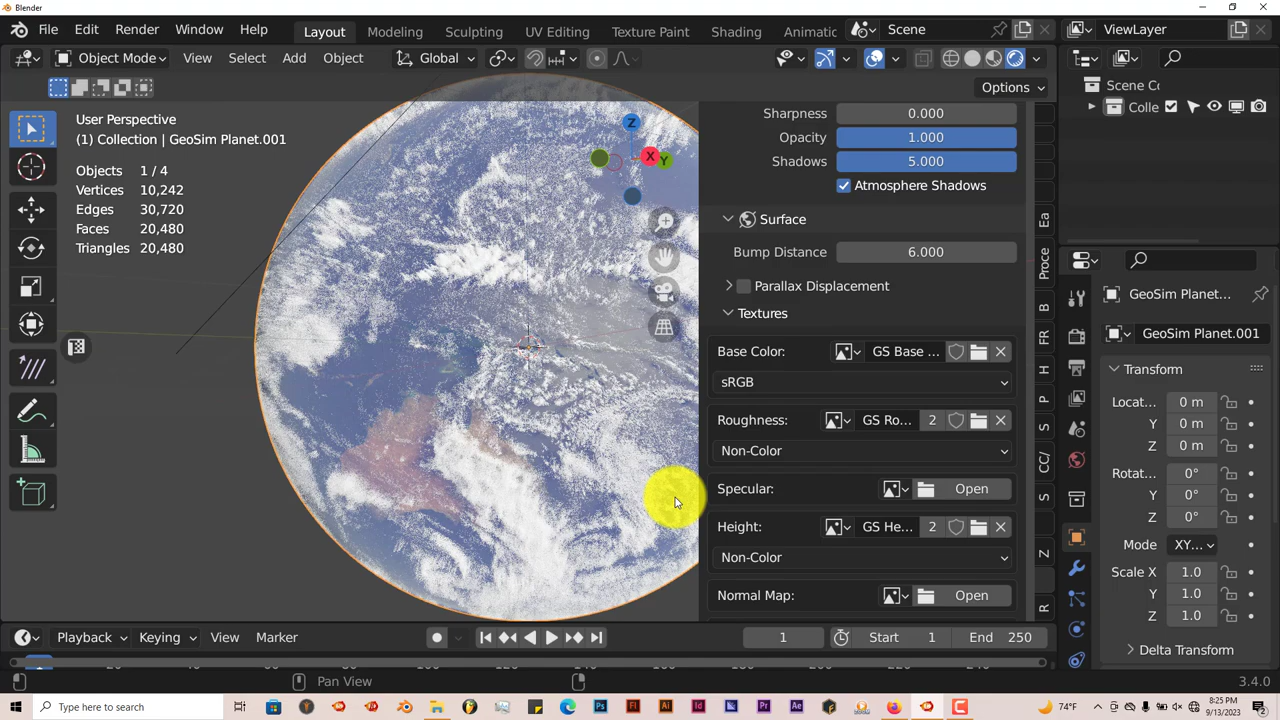 Blender
File Edit Render Window Help Layout Modeling Sculpting UV Editing Texture Paint Shading Animation Scene ViewLayer
Object Mode View Select Add Object Global
Options
User Perspective
(1) Collection | GeoSim Planet.001
Objects 1 / 4
Vertices 10,242
Edges 30,720
Faces 20,480
Triangles 20,480
Z
X
Y
Sharpness 0.000
Opacity 1.000
Shadows 5.000
Atmosphere Shadows
Surface
Bump Distance 6.000
Parallax Displacement
Textures
Base Color: GS Base ...
sRGB
Roughness: GS Ro... 2
Non-Color
Specular: Open
Height: GS He... 2
Non-Color
Normal Map: Open
Ea
Proce
B
FR
H
P
S
CC/
S
Z
R
Scene Co
Colle
GeoSim Planet...
GeoSim Planet.001
Transform
Locat... 0 m
Y 0 m
Z 0 m
Rotat... 0°
Y 0°
Z 0°
Mode XY...
Scale X 1.0
Y 1.0
Z 1.0
Delta Transform
Playback Keying View Marker 1 Start 1 End 250
Pan View
3.4.0
Type here to search
74°F
8:25 PM
9/13/2023